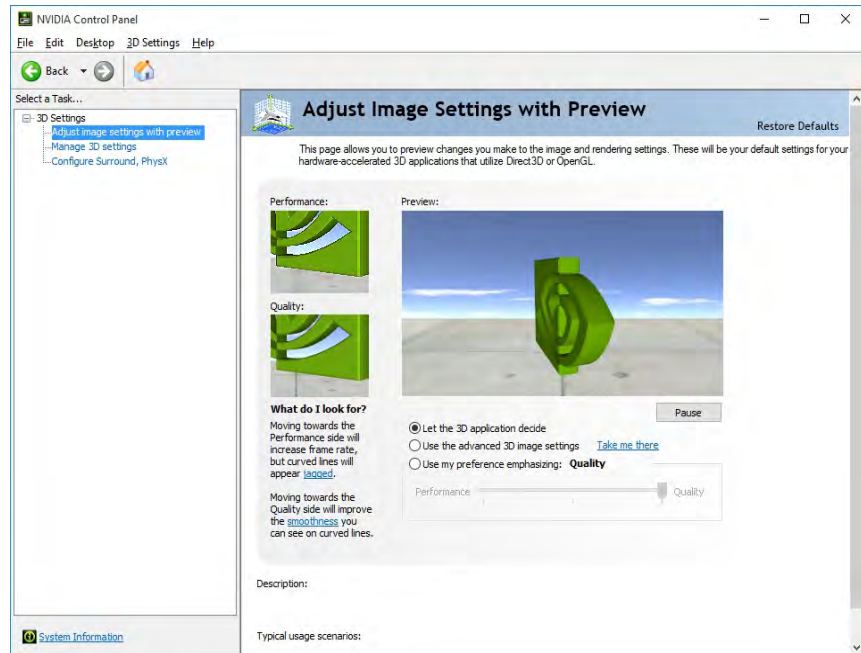 NVIDIA Control Panel
File Edit Desktop 3D Settings Help
Back
Select a Task...
3D Settings
Adjust image settings with preview
Manage 3D settings
Configure Surround, PhysX
System Information
Adjust Image Settings with Preview
Restore Defaults
This page allows you to preview changes you make to the image and rendering settings. These will be your default settings for your
hardware-accelerated 3D applications that utilize Direct3D or OpenGL.
Performance:
Quality:
What do I look for?
Moving towards the
Performance side will
increase frame rate,
but curved lines will
appear jagged.
Moving towards the
Quality side will improve
the smoothness you
can see on curved lines.
Preview:
Pause
Let the 3D application decide
Use the advanced 3D image settings Take me there
Use my preference emphasizing: Quality
Performance Quality
Description:
Typical usage scenarios: